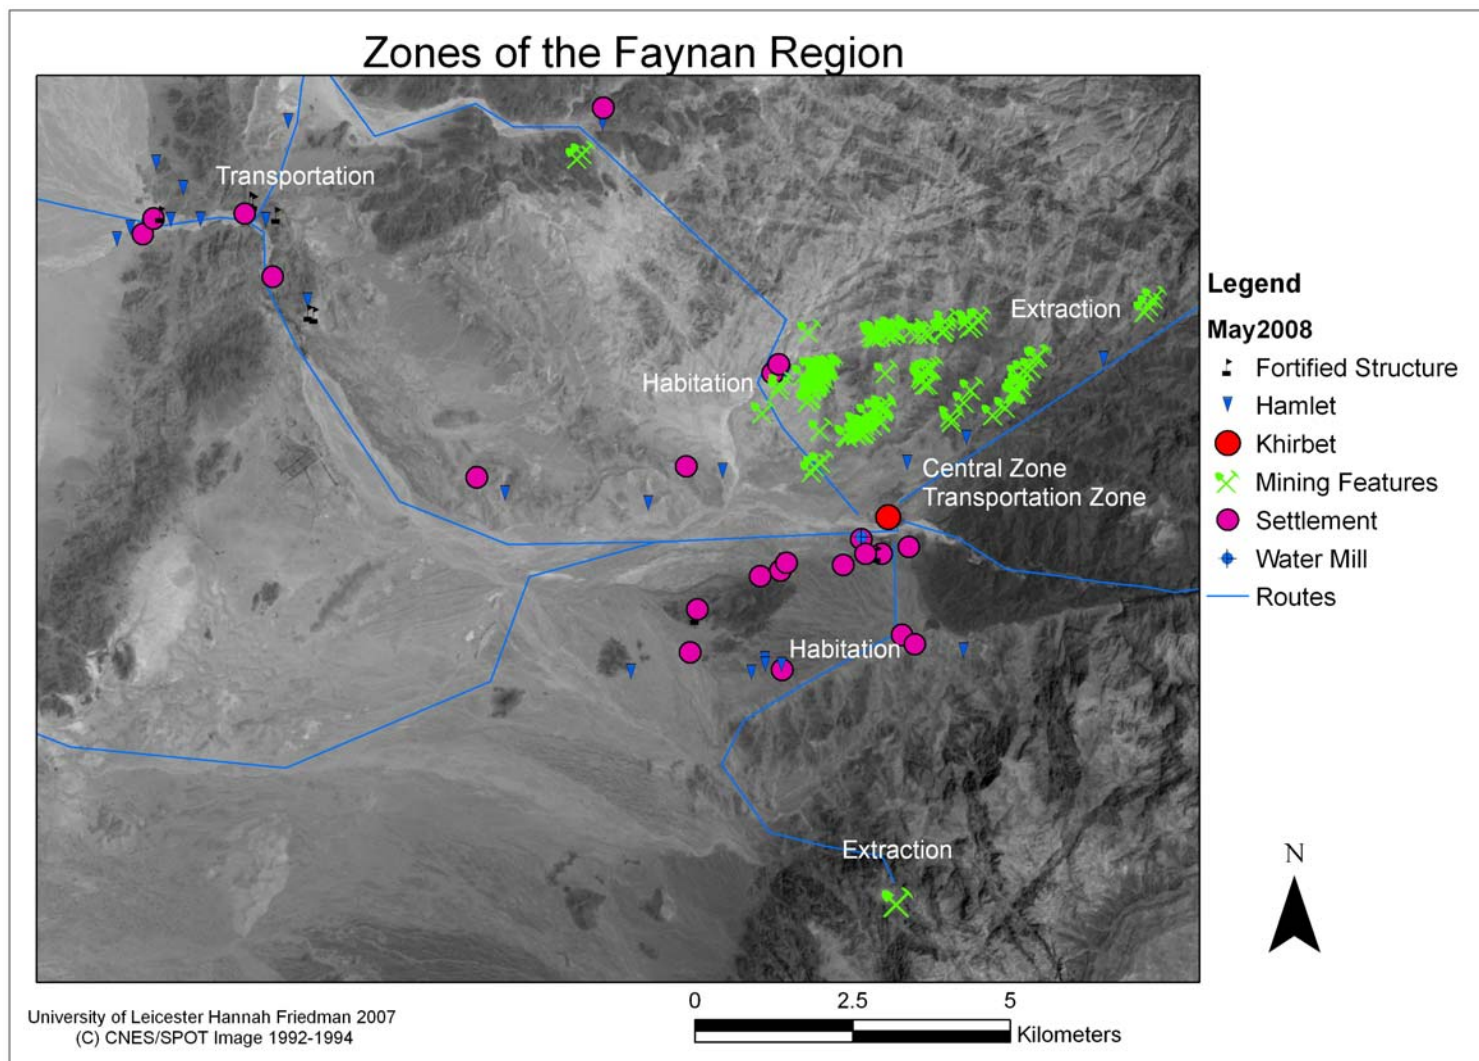 Zones of the Faynan Region
Transportation
Extraction
Habitation
Central Zone
Transportation Zone
Habitation
Extraction
Legend
May2008
Fortified Structure
Hamlet
Khirbet
Mining Features
Settlement
Water Mill
Routes
N
0 2.5 5
Kilometers
University of Leicester Hannah Friedman 2007
(C) CNES/SPOT Image 1992-1994